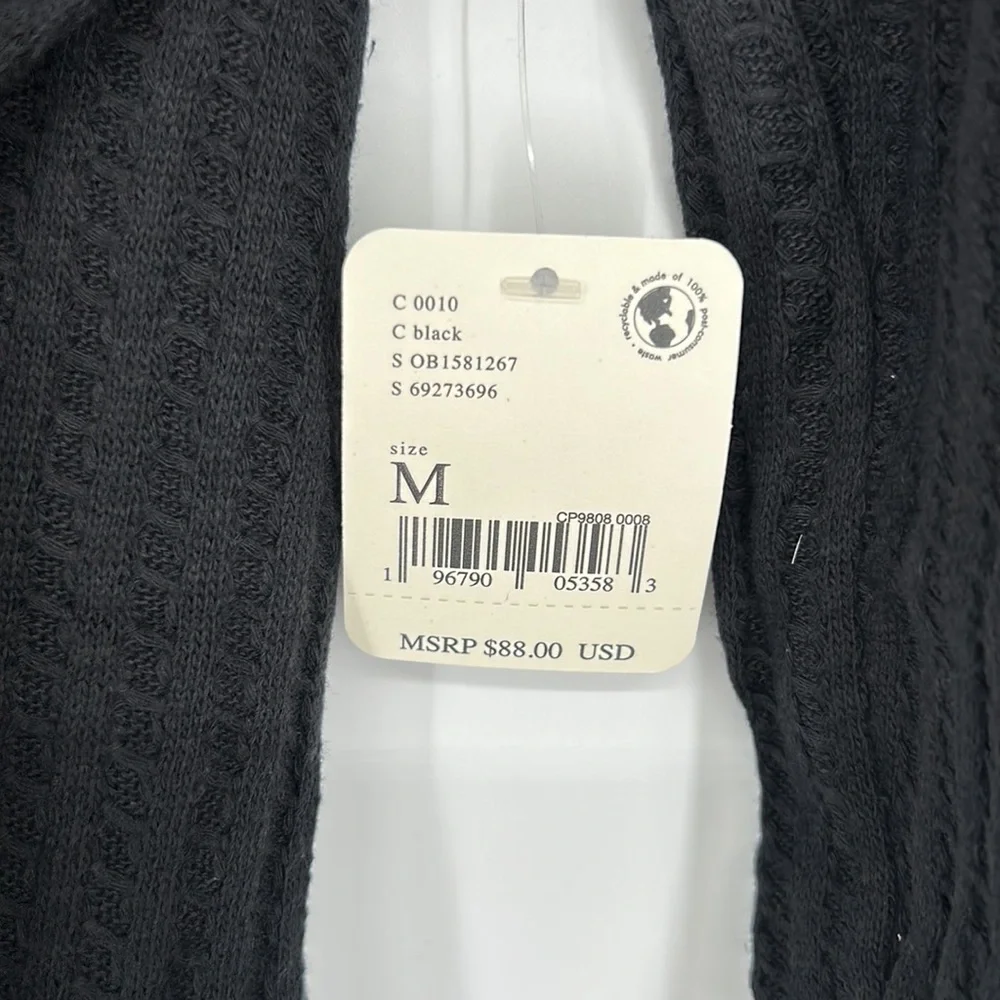 C 0010
C black
S OB1581267
S 69273696
recyclable & made of 100% post-consumer waste •
size
M
CP9808 0008
1 96790 05358 3
MSRP $88.00 USD